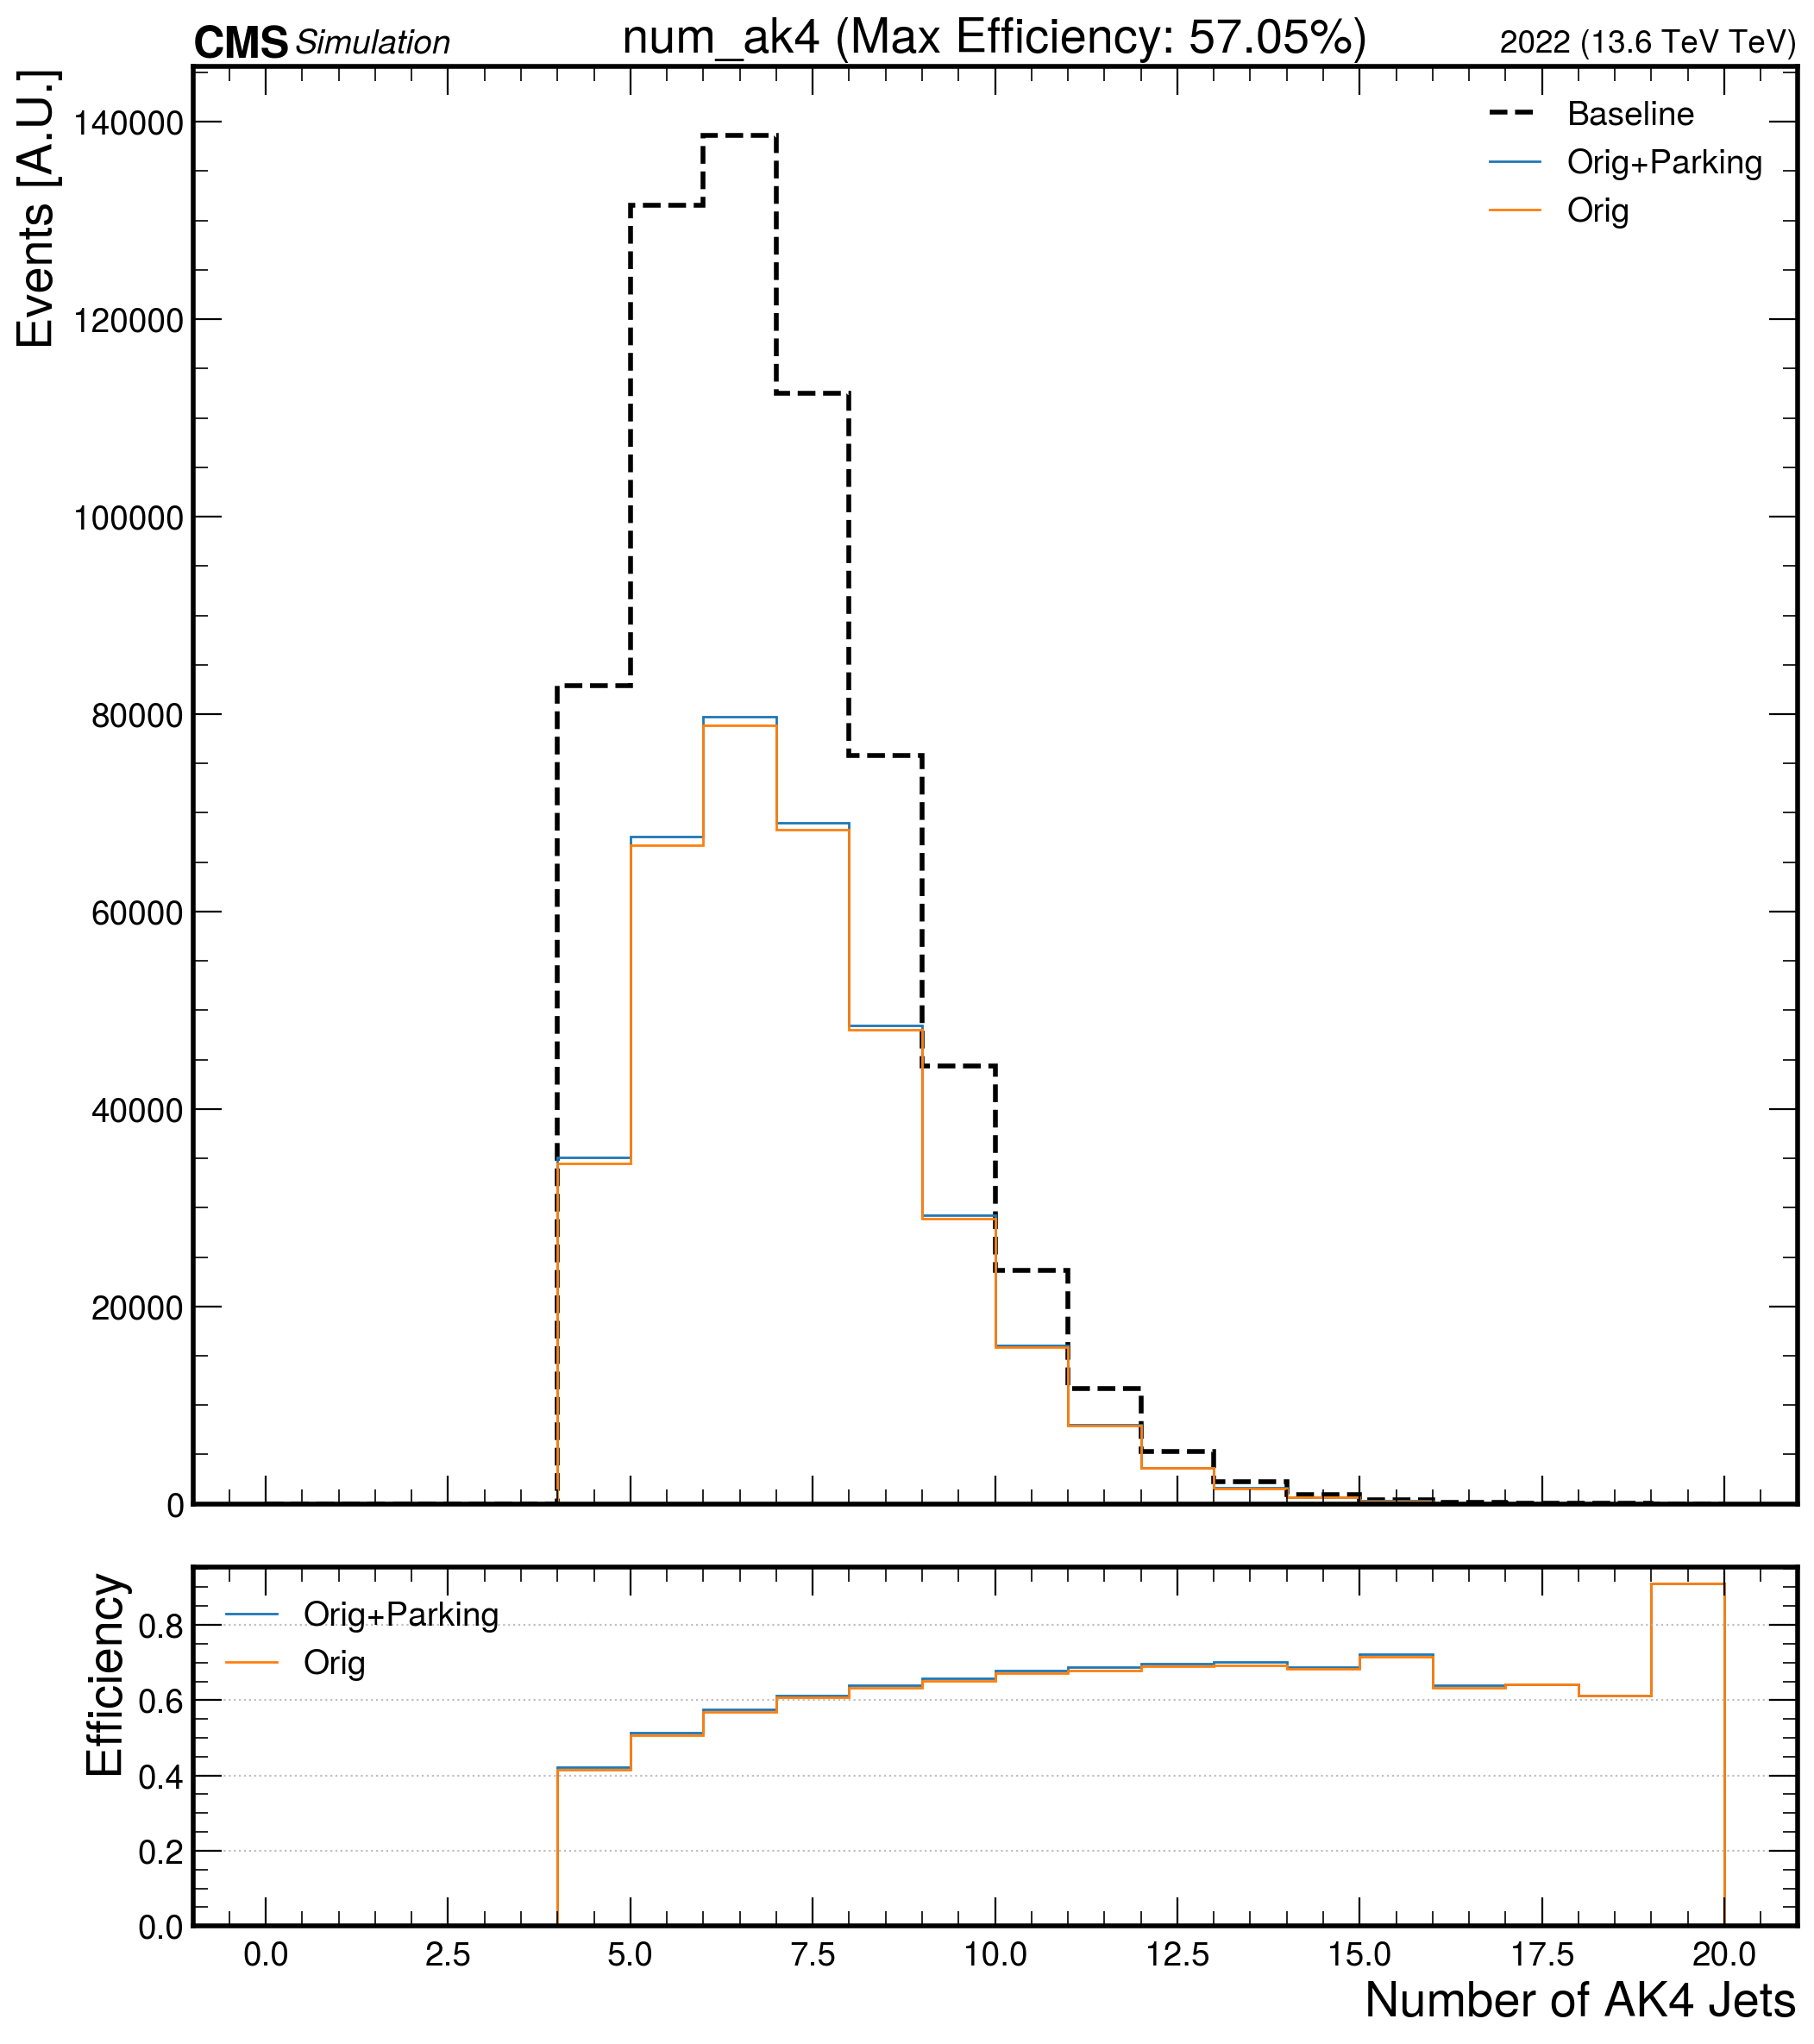 CMS Simulation num_ak4 (Max Efficiency: 57.05%) 2022 (13.6 TeV TeV)
Events [A.U.]
140000
120000
100000
80000
60000
40000
20000
0
Baseline
Orig+Parking
Orig
Efficiency
0.8
0.6
0.4
0.2
0.0
Orig+Parking
Orig
0.0 2.5 5.0 7.5 10.0 12.5 15.0 17.5 20.0
Number of AK4 Jets